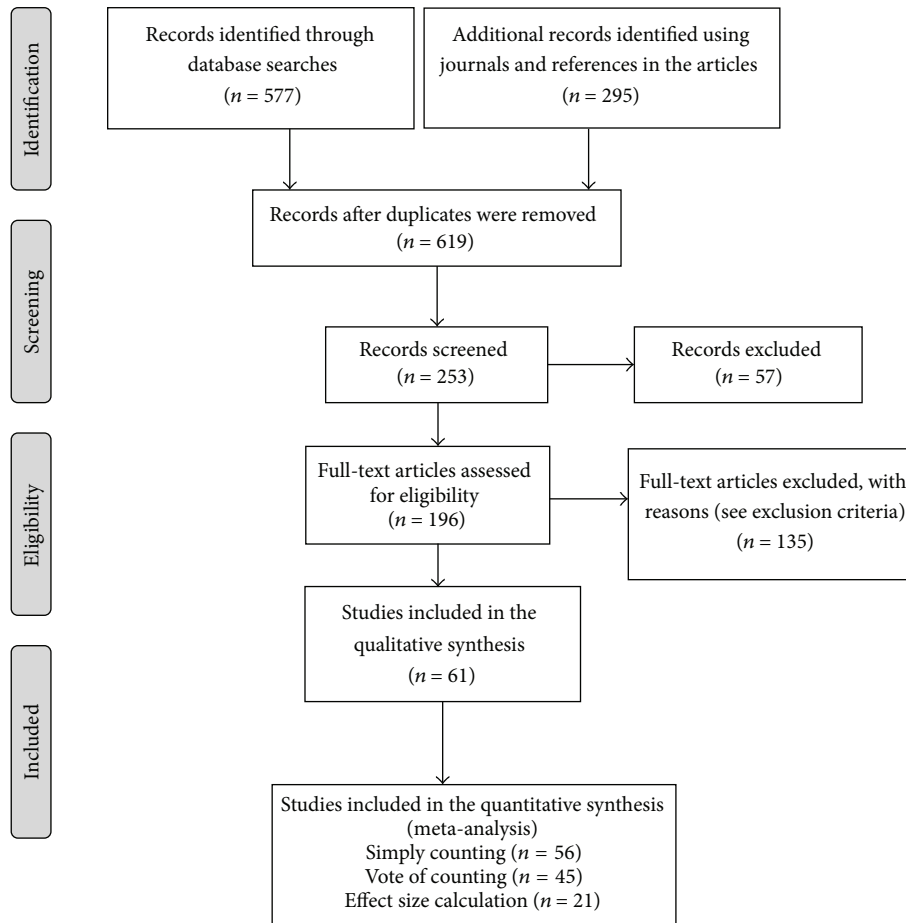 Identification
Records identified through
database searches
(n = 577)
Additional records identified using
journals and references in the articles
(n = 295)
Records after duplicates were removed
(n = 619)
Screening
Records screened
(n = 253)
Records excluded
(n = 57)
Eligibility
Full-text articles assessed
for eligibility
(n = 196)
Full-text articles excluded, with
reasons (see exclusion criteria)
(n = 135)
Studies included in the
qualitative synthesis
(n = 61)
Included
Studies included in the quantitative synthesis
(meta-analysis)
Simply counting (n = 56)
Vote of counting (n = 45)
Effect size calculation (n = 21)